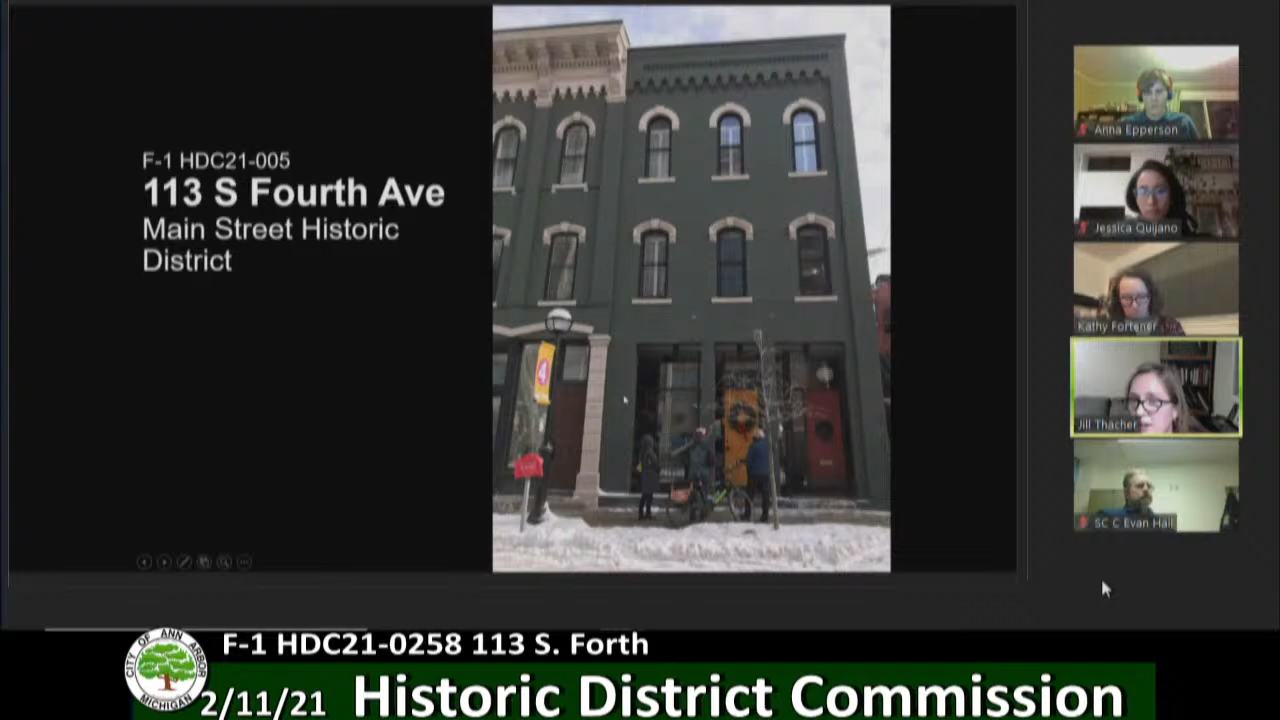 F-1 HDC21-005
113 S Fourth Ave
Main Street Historic
District
4
Anna Epperson
Jessica Quijano
Kathy Fortener
Jill Thacher
SC C Evan Hall
CITY OF ANN ARBOR
MICHIGAN
F-1 HDC21-0258 113 S. Forth
2/11/21 Historic District Commission